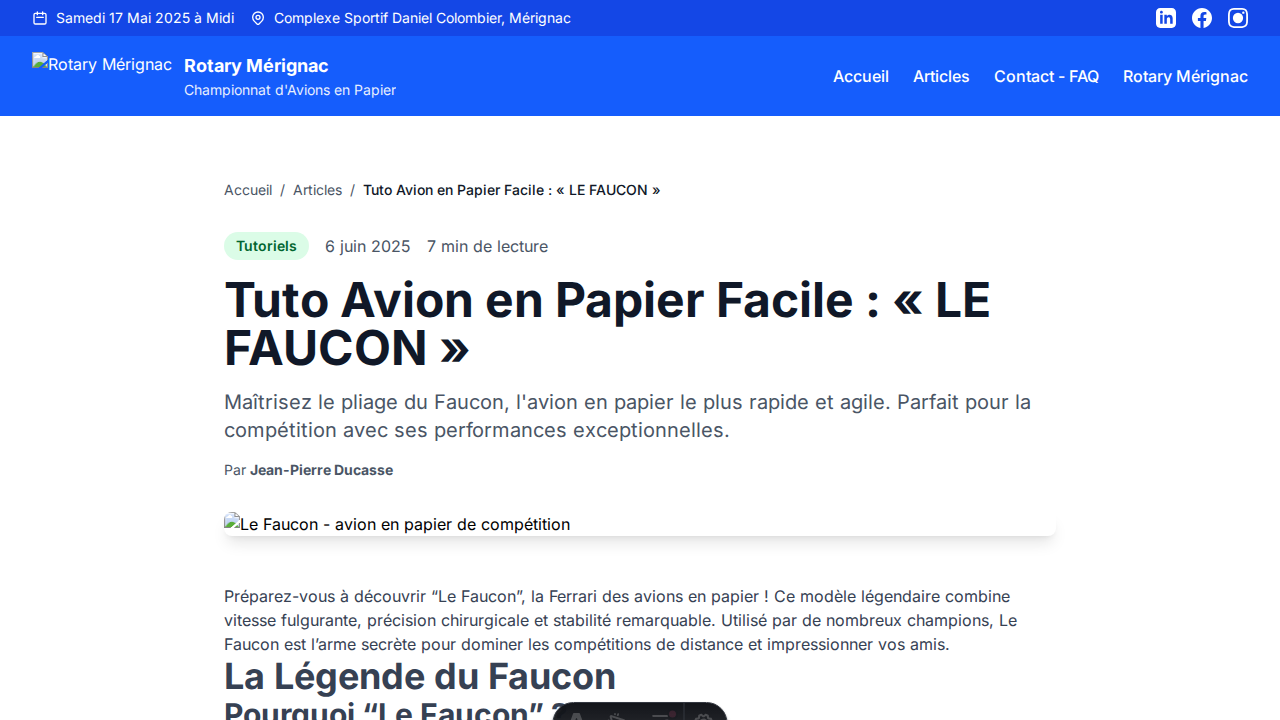 Samedi 17 Mai 2025 à Midi
Complexe Sportif Daniel Colombier, Mérignac
Rotary Mérignac
Rotary Mérignac
Championnat d'Avions en Papier
Accueil
Articles
Contact - FAQ
Rotary Mérignac
Accueil / Articles / Tuto Avion en Papier Facile : « LE FAUCON »
Tutoriels
6 juin 2025
7 min de lecture
Tuto Avion en Papier Facile : « LE
FAUCON »
Maîtrisez le pliage du Faucon, l'avion en papier le plus rapide et agile. Parfait pour la
compétition avec ses performances exceptionnelles.
Par Jean-Pierre Ducasse
Le Faucon - avion en papier de compétition
Préparez-vous à découvrir “Le Faucon”, la Ferrari des avions en papier ! Ce modèle légendaire combine
vitesse fulgurante, précision chirurgicale et stabilité remarquable. Utilisé par de nombreux champions, Le
Faucon est l’arme secrète pour dominer les compétitions de distance et impressionner vos amis.
La Légende du Faucon
Pourquoi “Le Faucon” ?